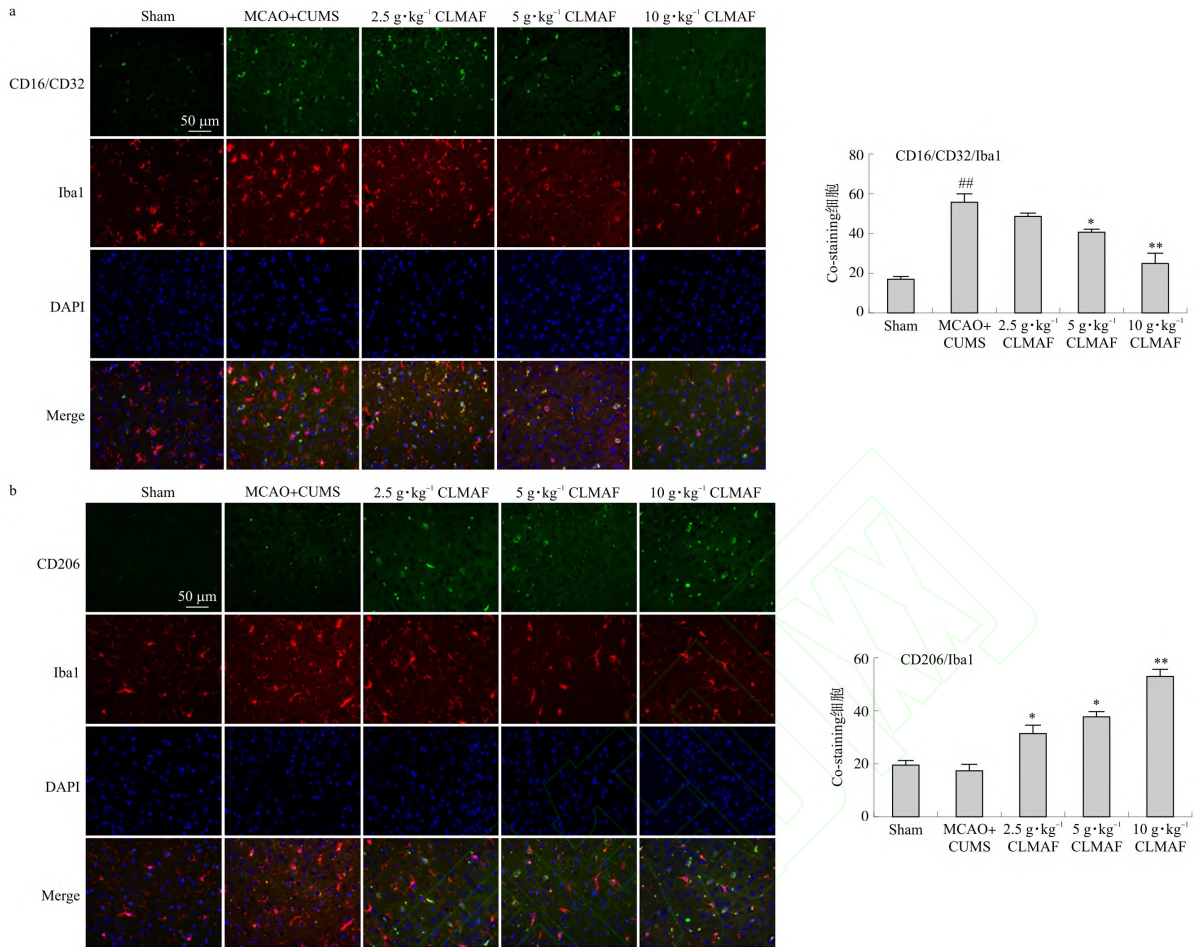 a
Sham MCAO+CUMS 2.5 g·kg⁻¹ CLMAF 5 g·kg⁻¹ CLMAF 10 g·kg⁻¹ CLMAF
CD16/CD32
50 μm
Iba1
DAPI
Merge
CD16/CD32/Iba1
Co-staining细胞
80
60
40
20
0
##
*
**
Sham MCAO+ 2.5 g·kg⁻¹ 5 g·kg⁻¹ 10 g·kg⁻¹
CUMS CLMAF CLMAF CLMAF
b
Sham MCAO+CUMS 2.5 g·kg⁻¹ CLMAF 5 g·kg⁻¹ CLMAF 10 g·kg⁻¹ CLMAF
CD206
50 μm
Iba1
DAPI
Merge
CD206/Iba1
Co-staining细胞
60
40
20
0
*
*
**
Sham MCAO+ 2.5 g·kg⁻¹ 5 g·kg⁻¹ 10 g·kg⁻¹
CUMS CLMAF CLMAF CLMAF